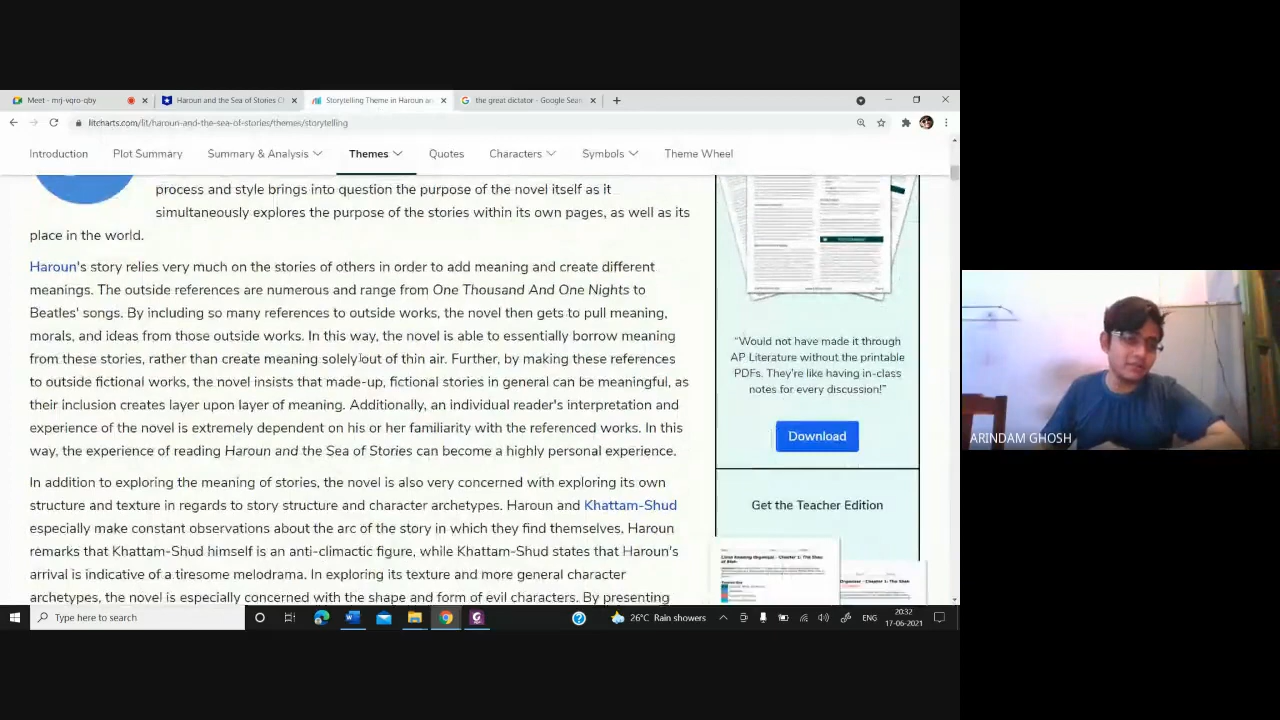 Meet - mrj-vqro-qby
Haroun and the Sea of Stories Cl
Storytelling Theme in Haroun an
the great dictator - Google Sear
litcharts.com/lit/haroun-and-the-sea-of-stories/themes/storytelling
Introduction Plot Summary Summary & Analysis Themes Quotes Characters Symbols Theme Wheel
process and style brings into question the purpose of the novel itself as it
simultaneously explores the purpose of the stories within its own pages, as well as its
place in the world.
Haroun's story very much on the stories of others in order to add meaning and create different
meanings. The outside references are numerous and range from One Thousand And One Nights to
Beatles' songs. By including so many references to outside works, the novel then gets to pull meaning,
morals, and ideas from those outside works. In this way, the novel is able to essentially borrow meaning
from these stories, rather than create meaning solely out of thin air. Further, by making these references
to outside fictional works, the novel insists that made-up, fictional stories in general can be meaningful, as
their inclusion creates layer upon layer of meaning. Additionally, an individual reader's interpretation and
experience of the novel is extremely dependent on his or her familiarity with the referenced works. In this
way, the experience of reading Haroun and the Sea of Stories can become a highly personal experience.
In addition to exploring the meaning of stories, the novel is also very concerned with exploring its own
structure and texture in regards to story structure and character archetypes. Haroun and Khattam-Shud
especially make constant observations about the arc of the story in which they find themselves. Haroun
remarks that Khattam-Shud himself is an anti-climactic figure, while Khattam-Shud states that Haroun's
arrival is indicative of a tiresome melodrama. In exploring its texture and more general character
archetypes, the novel is especially concerned with the shape and form of evil characters. By presenting
"Would not have made it through
AP Literature without the printable
PDFs. They're like having in-class
notes for every discussion!"
Download
Get the Teacher Edition
ARINDAM GHOSH
Type here to search
26°C Rain showers
ENG
20:32
17-06-2021